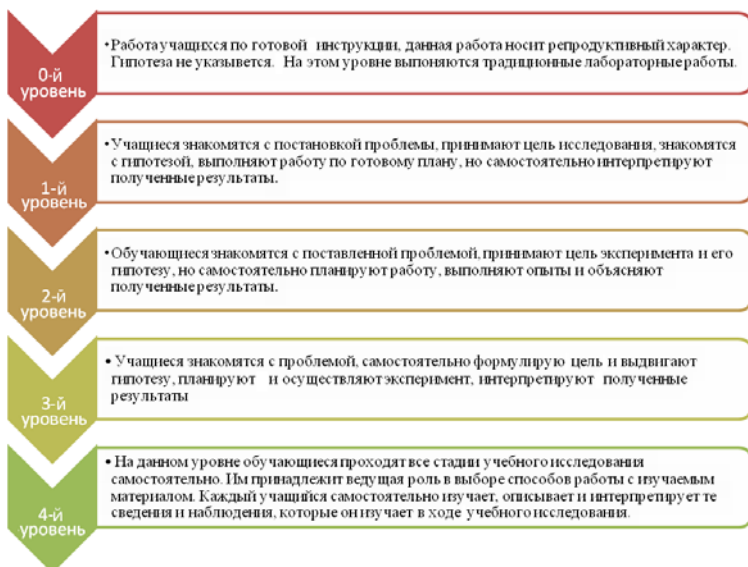 0-й
уровень
• Работа учащихся по готовой инструкции, данная работа носит репродуктивный характер.
Гипотеза не указывется. На этом уровне выпоняются традиционные лабораторные работы.
1-й
уровень
• Учащиеся знакомятся с постановкой проблемы, принимают цель исследования, знакомятся
с гипотезой, выполняют работу по готовому плану, но самостоятельно интерпретируют
полученные результаты.
2-й
уровень
• Обучающиеся знакомятся с поставленной проблемой, принимают цель эксперимента и его
гипотезу, но самостоятельно планируют работу, выполняют опыты и объясняют
полученные результаты.
3-й
уровень
• Учащиеся знакомятся с проблемой, самостоятельно формулирую цель и выдвигают
гипотезу, планируют и осуществляют эксперимент, интерпретируют полученные
результаты
4-й
уровень
• На данном уровне обучающиеся проходят все стадии учебного исследования
самостоятельно. Им принадлежит ведущая роль в выборе способов работы с изучаемым
материалом. Каждый учащийся самостоятельно изучает, описывает и интерпретирует те
сведения и наблюдения, которые он изучает в ходе учебного исследования.